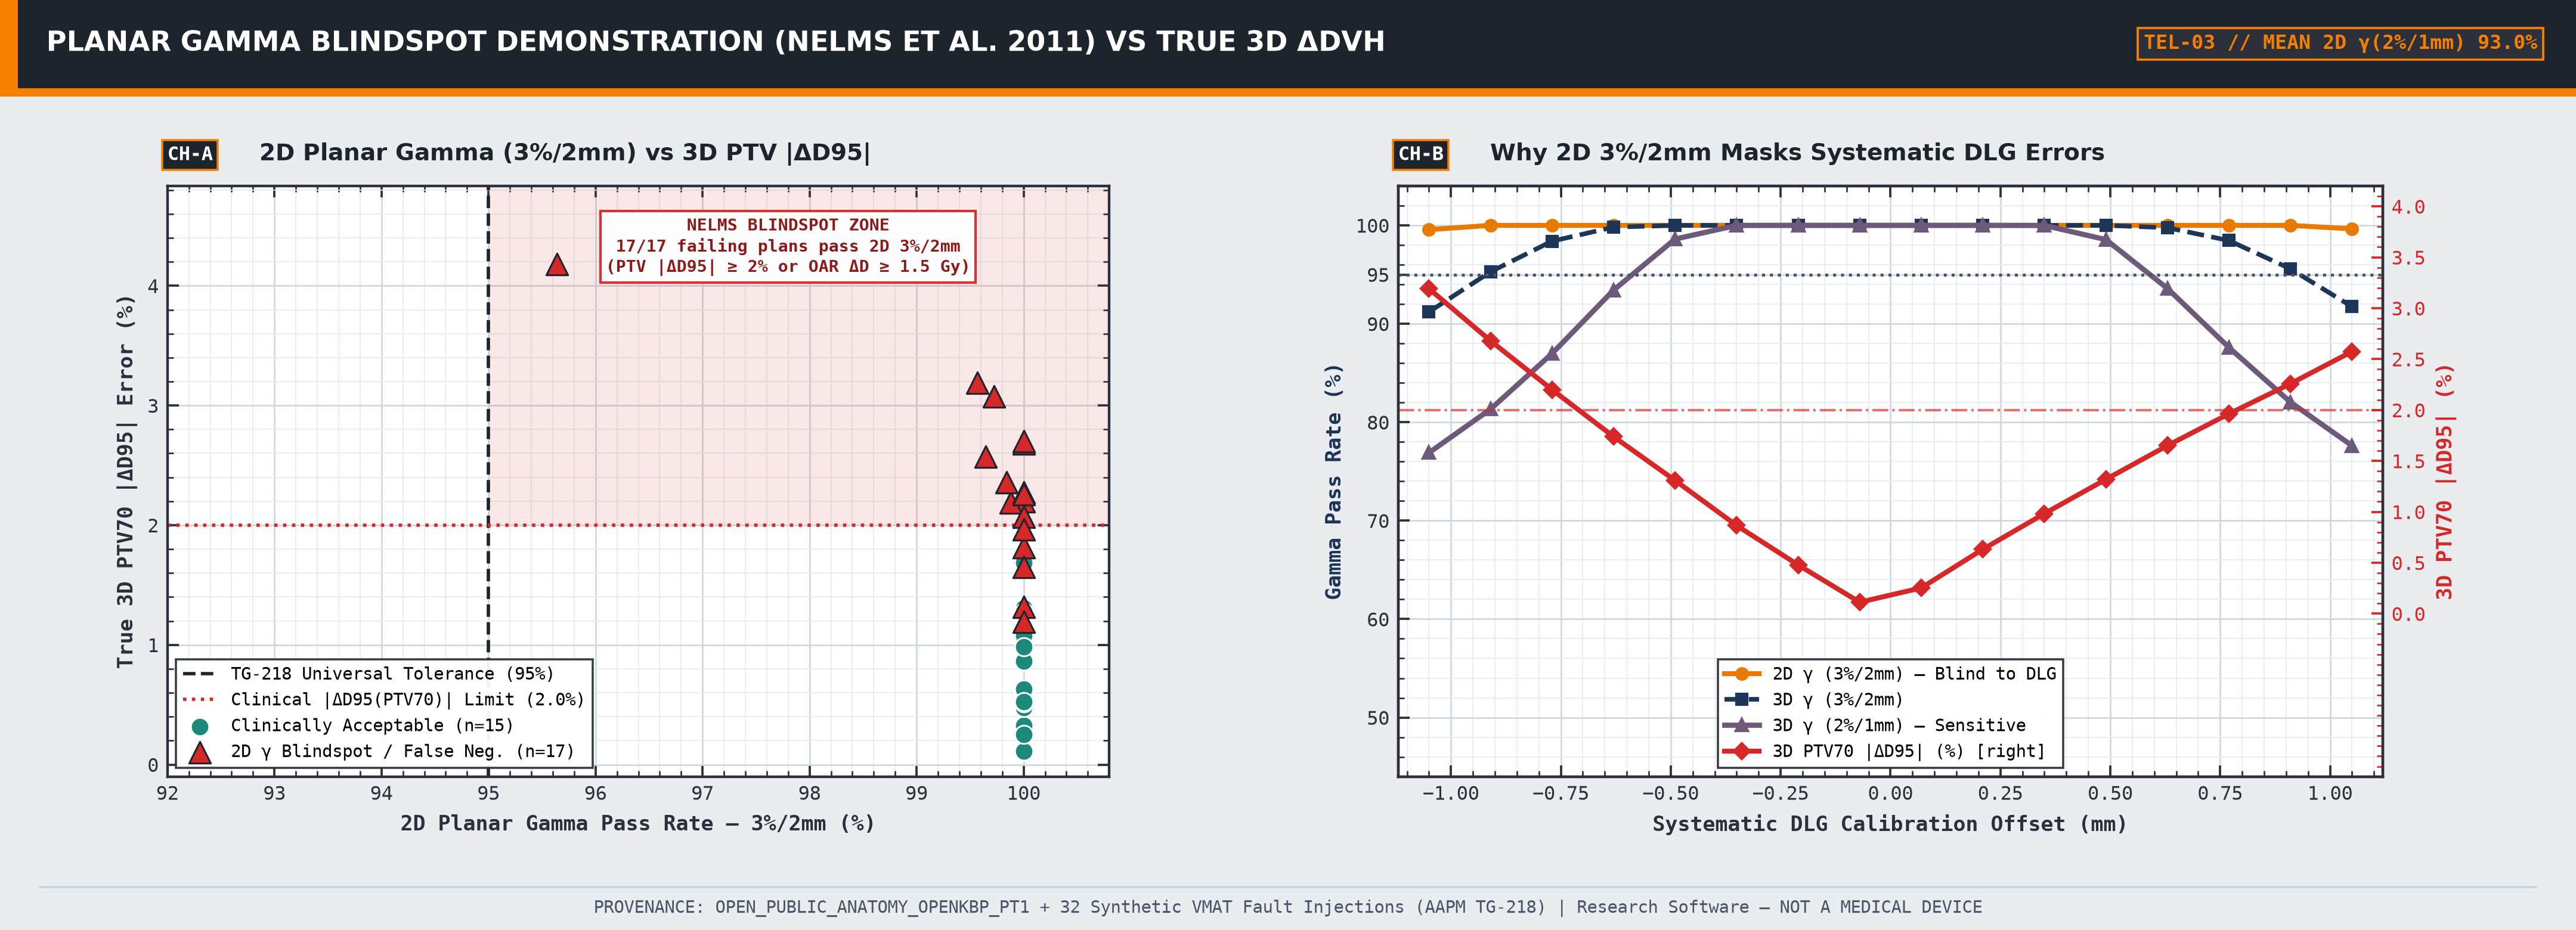 PLANAR GAMMA BLINDSPOT DEMONSTRATION (NELMS ET AL. 2011) VS TRUE 3D ΔDVH
TEL-03 // MEAN 2D γ(2%/1mm) 93.0%
CH-A
2D Planar Gamma (3%/2mm) vs 3D PTV |ΔD95|
NELMS BLINDSPOT ZONE
17/17 failing plans pass 2D 3%/2mm
(PTV |ΔD95| ≥ 2% or OAR ΔD ≥ 1.5 Gy)
True 3D PTV70 |ΔD95| Error (%)
4
3
2
1
0
TG-218 Universal Tolerance (95%)
Clinical |ΔD95(PTV70)| Limit (2.0%)
Clinically Acceptable (n=15)
2D γ Blindspot / False Neg. (n=17)
92 93 94 95 96 97 98 99 100
2D Planar Gamma Pass Rate — 3%/2mm (%)
CH-B
Why 2D 3%/2mm Masks Systematic DLG Errors
Gamma Pass Rate (%)
100
95
90
80
70
60
50
4.0
3.5
3.0
2.5
2.0
1.5
1.0
0.5
0.0
3D PTV70 |ΔD95| (%)
2D γ (3%/2mm) — Blind to DLG
3D γ (3%/2mm)
3D γ (2%/1mm) — Sensitive
3D PTV70 |ΔD95| (%) [right]
−1.00 −0.75 −0.50 −0.25 0.00 0.25 0.50 0.75 1.00
Systematic DLG Calibration Offset (mm)
PROVENANCE: OPEN_PUBLIC_ANATOMY_OPENKBP_PT1 + 32 Synthetic VMAT Fault Injections (AAPM TG-218) | Research Software — NOT A MEDICAL DEVICE